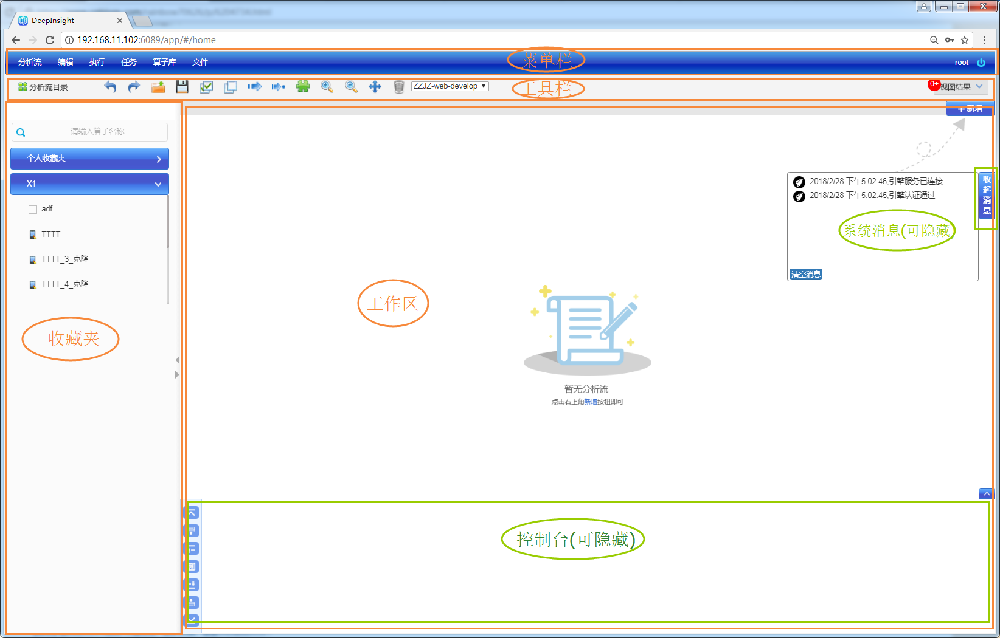 DeepInsight
192.168.11.102:6089/app/#/home
分析流 编辑 执行 任务 算子库 文件 菜单栏 root
分析流目录 ZZJZ-web-develop 工具栏 0+ 视图结果
新增
请输入算子名称
个人收藏夹
X1
adf
TTTT
TTTT_3_克隆
TTTT_4_克隆
收藏夹
2018/2/28 下午5:02:46,引擎服务已连接
2018/2/28 下午5:02:45,引擎认证通过
系统消息(可隐藏
清空消息
收起消息
工作区
暂无分析流
点击右上角新增按钮即可
控制台(可隐藏)